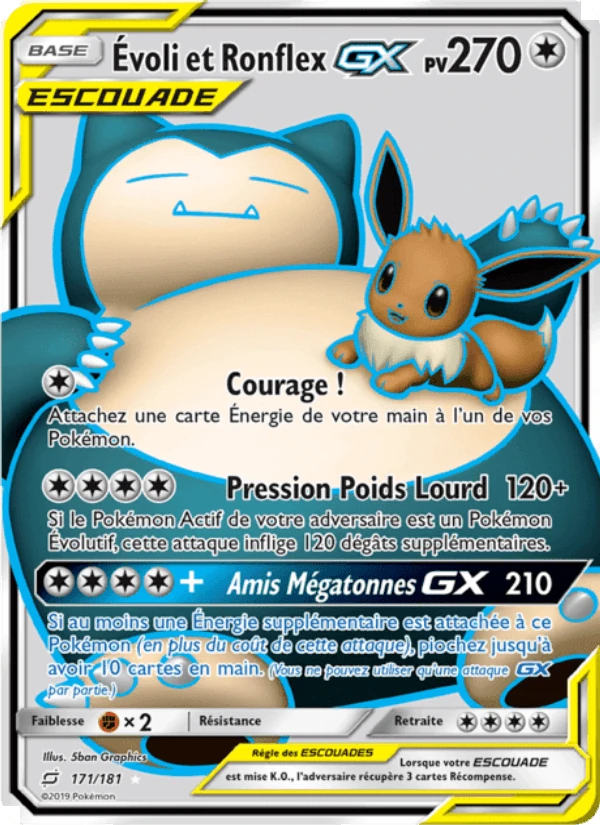 BASE Évoli et Ronflex GX PV270
ESCOUADE
Courage !
Attachez une carte Énergie de votre main à l'un de vos
Pokémon.
Pression Poids Lourd 120+
Si le Pokémon Actif de votre adversaire est un Pokémon
Évolutif, cette attaque inflige 120 dégâts supplémentaires.
+ Amis Mégatonnes GX 210
Si au moins une Énergie supplémentaire est attachée à ce
Pokémon (en plus du coût de cette attaque), piochez jusqu'à
avoir 10 cartes en main. (Vous ne pouvez utiliser qu'une attaque GX
par partie.)
Faiblesse × 2 Résistance Retraite
Illus. 5ban Graphics
171/181
©2019 Pokémon
Règle des ESCOUADES
Lorsque votre ESCOUADE
est mise K.O., l'adversaire récupère 3 cartes Récompense.